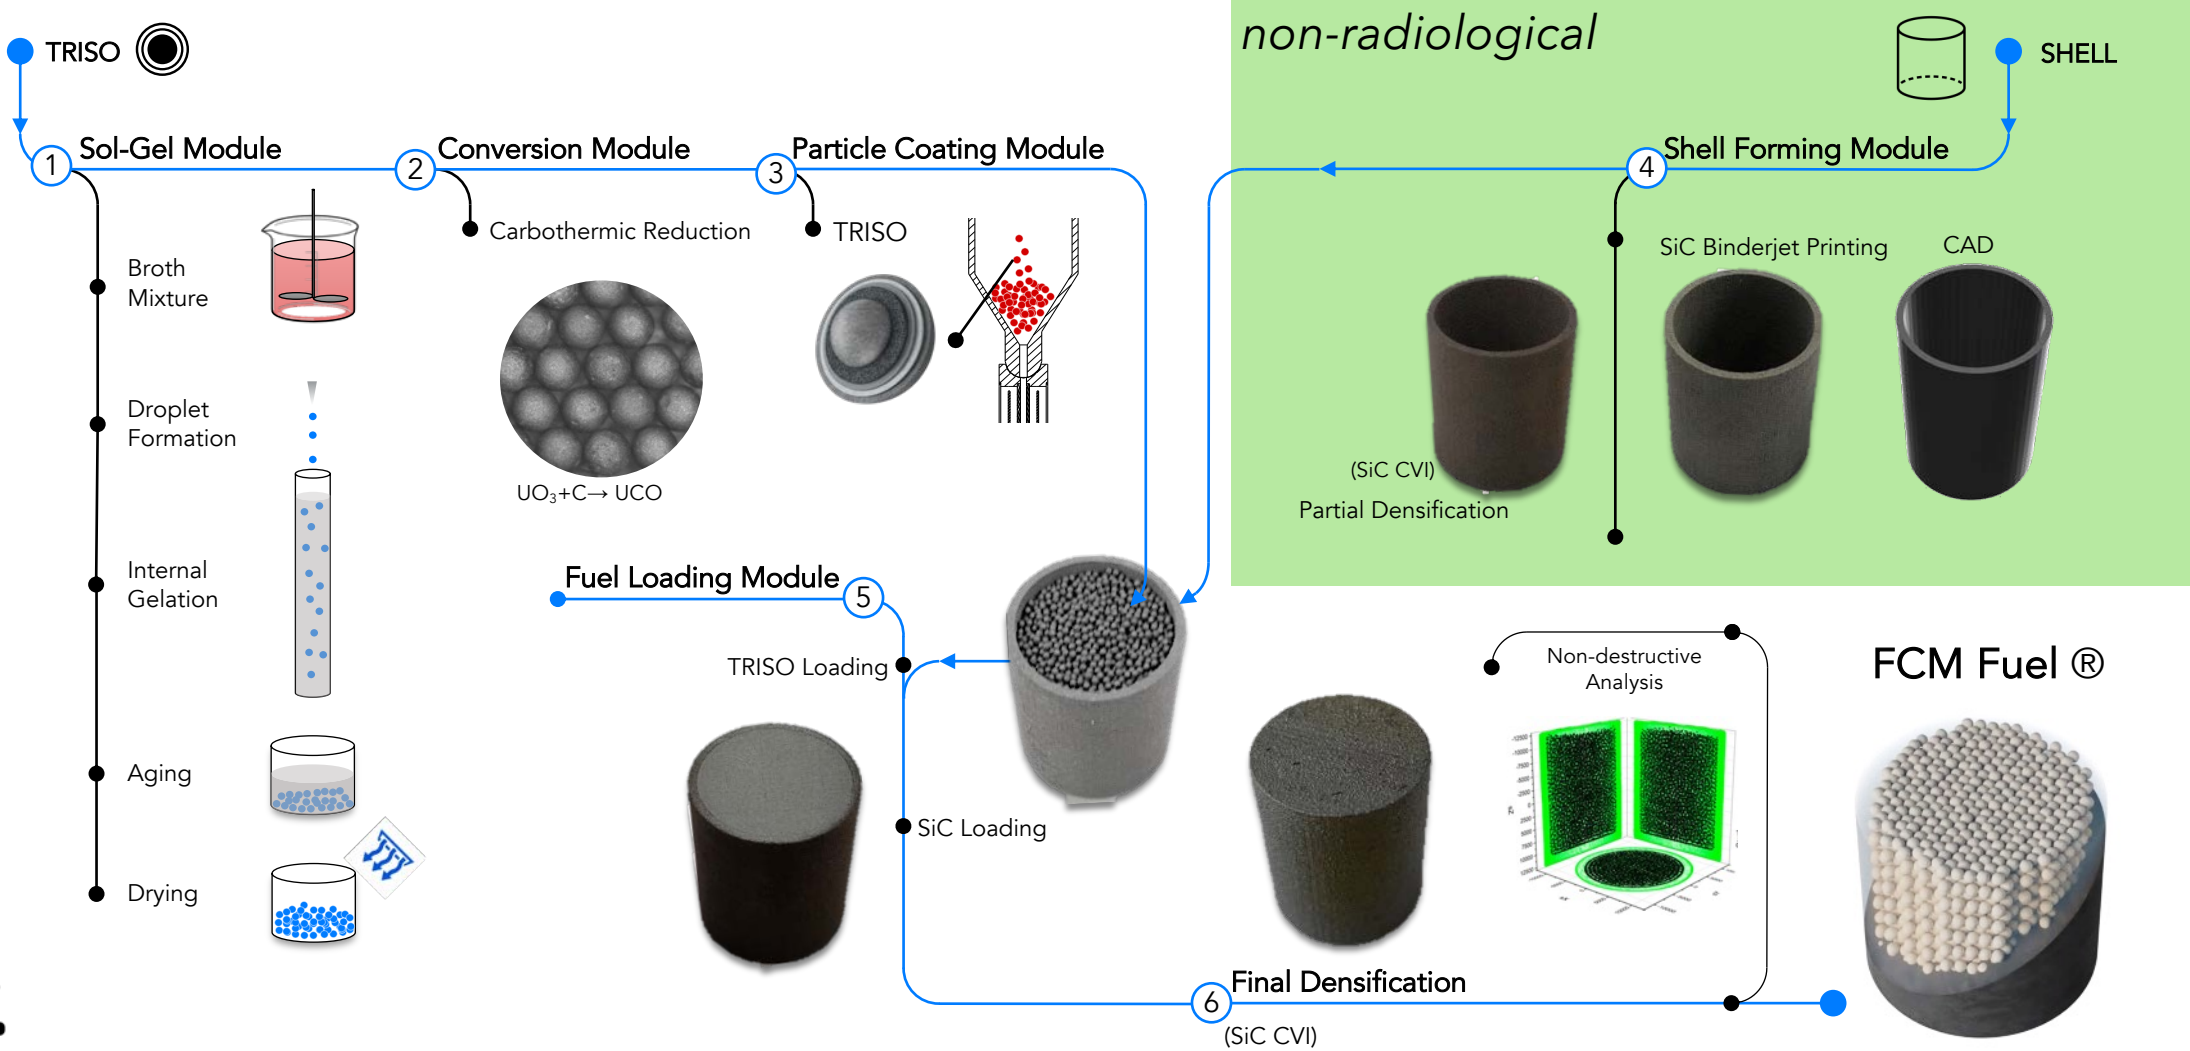 TRISO
non-radiological
SHELL
1
Sol-Gel Module
2
Conversion Module
3
Particle Coating Module
4
Shell Forming Module
Broth
Mixture
Droplet
Formation
Internal
Gelation
Aging
Drying
Carbothermic Reduction
UO₃+C→ UCO
TRISO
SiC Binderjet Printing
CAD
(SiC CVI)
Partial Densification
Fuel Loading Module
5
TRISO Loading
SiC Loading
Non-destructive
Analysis
FCM Fuel ®
6
Final Densification
(SiC CVI)